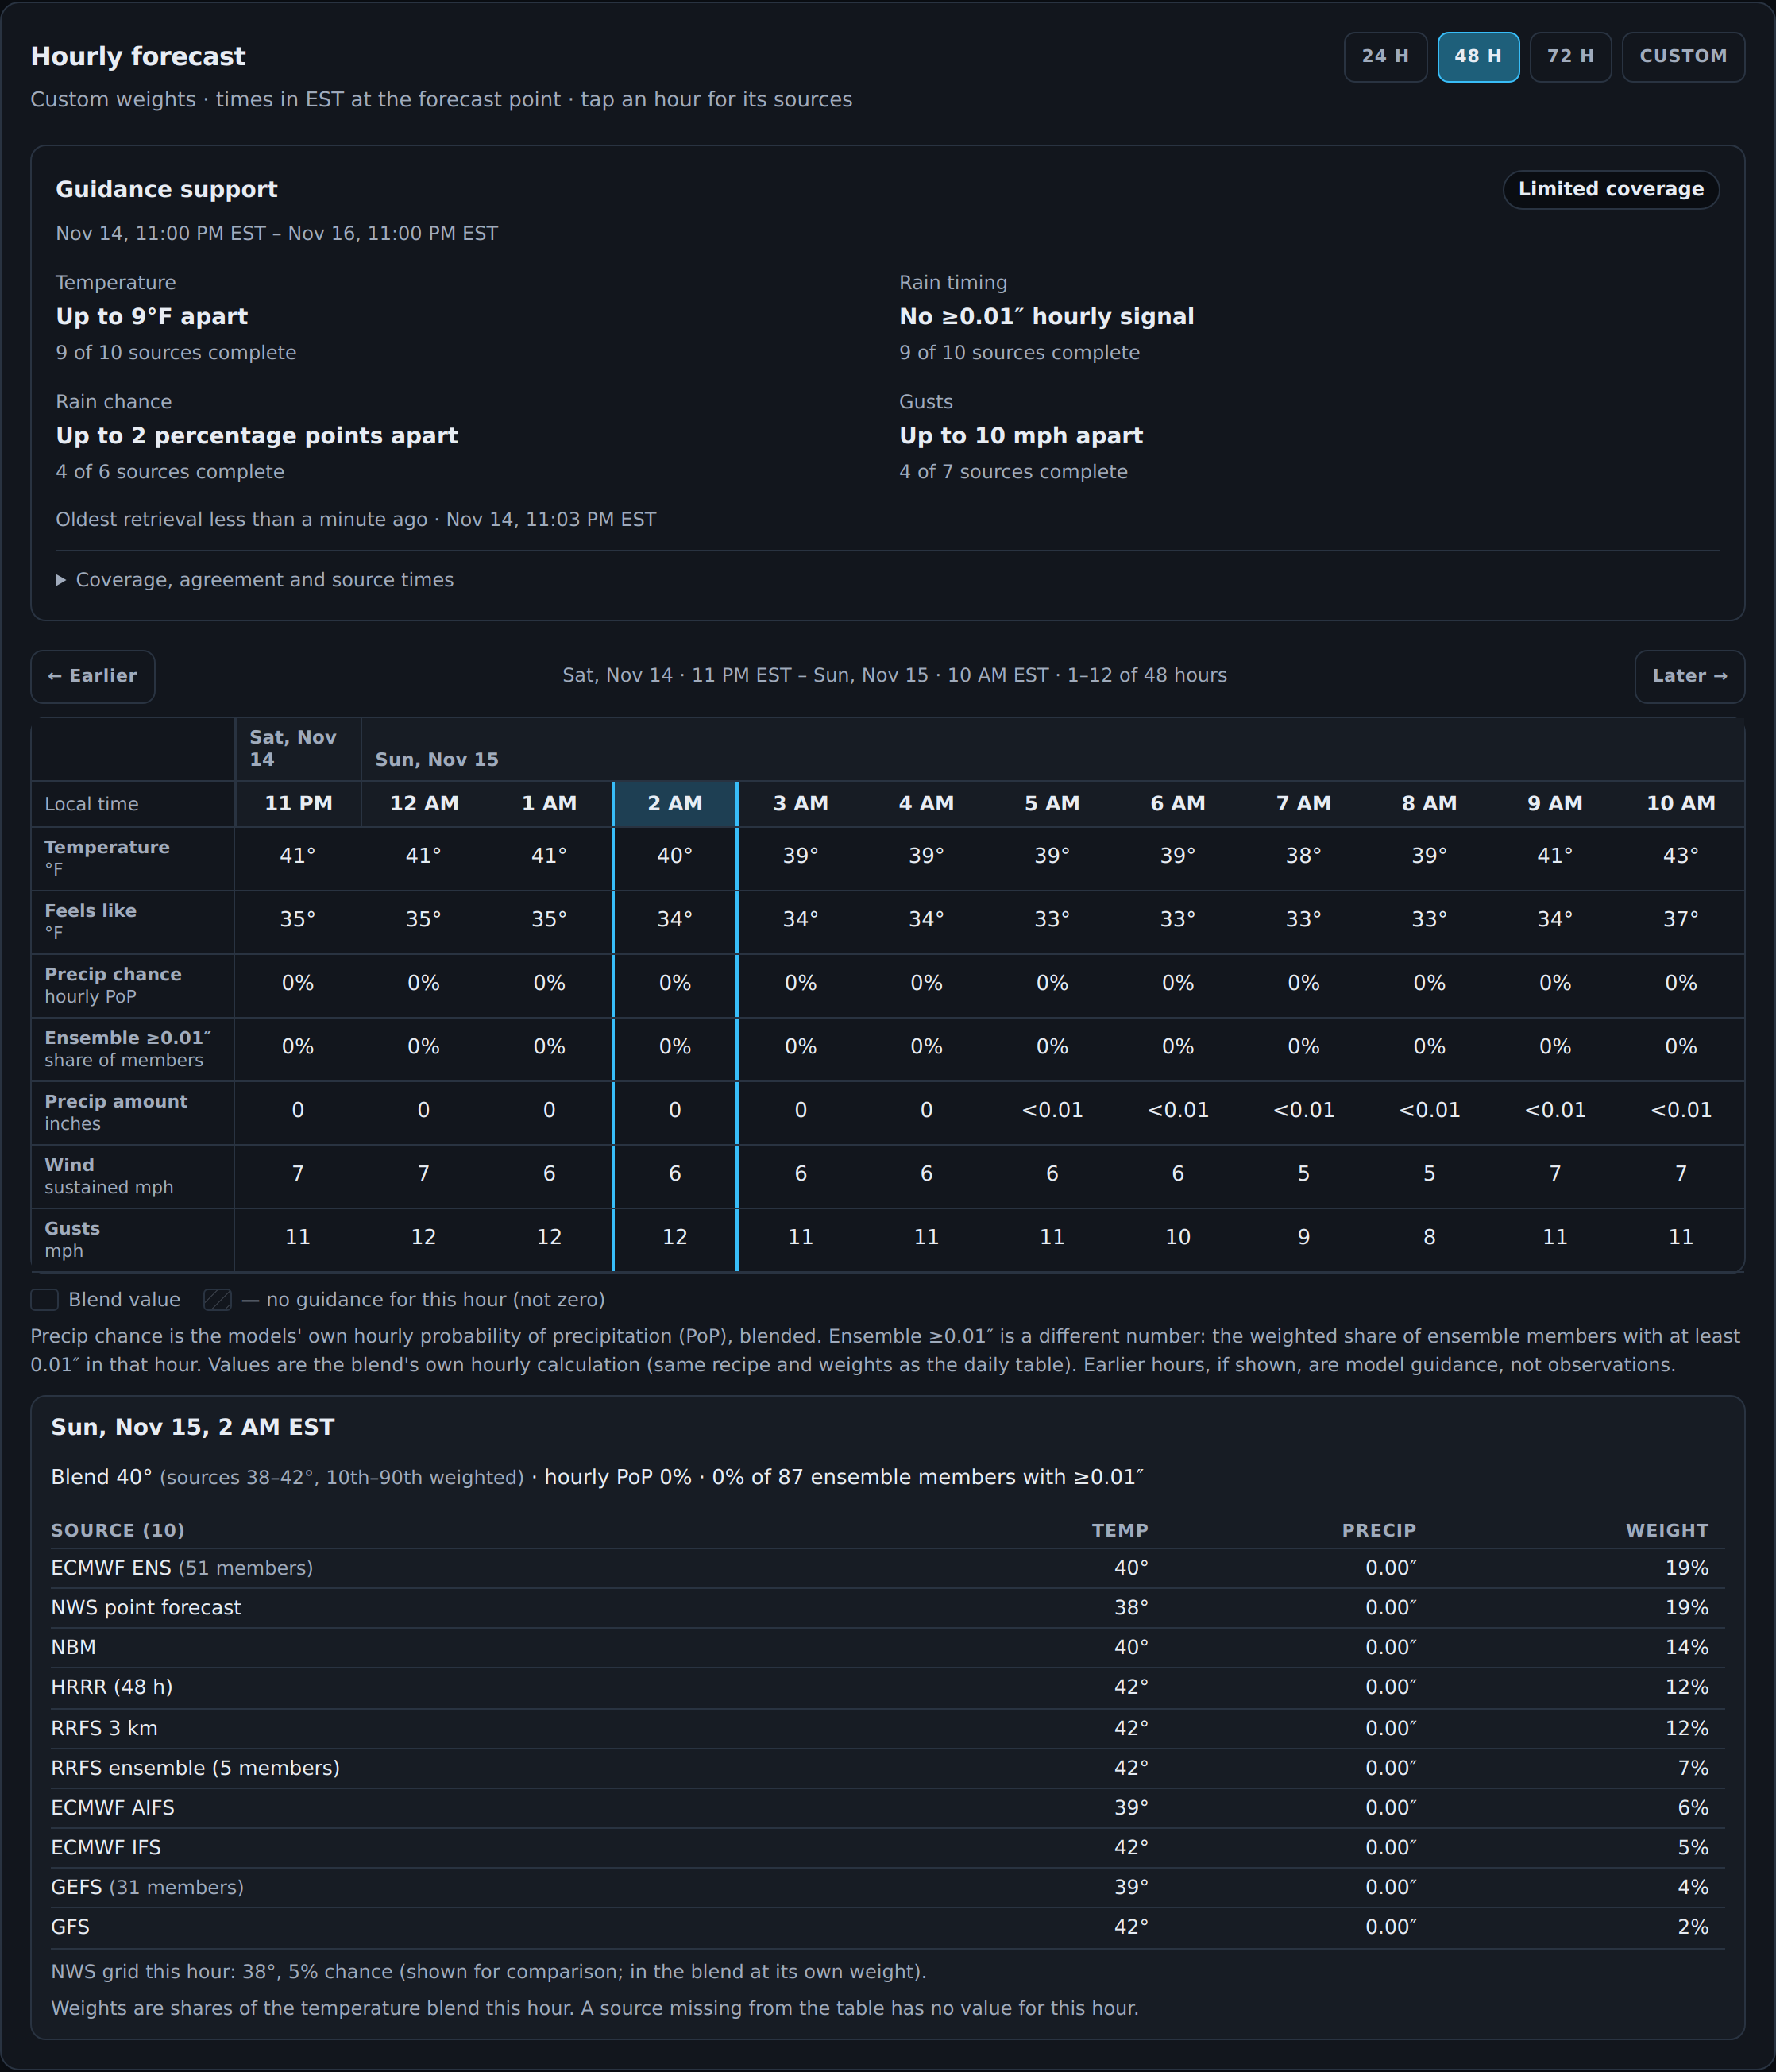 Hourly forecast
24 H 48 H 72 H CUSTOM
Custom weights · times in EST at the forecast point · tap an hour for its sources
Guidance support
Limited coverage
Nov 14, 11:00 PM EST – Nov 16, 11:00 PM EST
Temperature
Up to 9°F apart
9 of 10 sources complete
Rain timing
No ≥0.01″ hourly signal
9 of 10 sources complete
Rain chance
Up to 2 percentage points apart
4 of 6 sources complete
Gusts
Up to 10 mph apart
4 of 7 sources complete
Oldest retrieval less than a minute ago · Nov 14, 11:03 PM EST
▶ Coverage, agreement and source times
← Earlier
Sat, Nov 14 · 11 PM EST – Sun, Nov 15 · 10 AM EST · 1–12 of 48 hours
Later →
Sat, Nov
14
Sun, Nov 15
Local time 11 PM 12 AM 1 AM 2 AM 3 AM 4 AM 5 AM 6 AM 7 AM 8 AM 9 AM 10 AM
Temperature
°F
41° 41° 41° 40° 39° 39° 39° 39° 38° 39° 41° 43°
Feels like
°F
35° 35° 35° 34° 34° 34° 33° 33° 33° 33° 34° 37°
Precip chance
hourly PoP
0% 0% 0% 0% 0% 0% 0% 0% 0% 0% 0% 0%
Ensemble ≥0.01″
share of members
0% 0% 0% 0% 0% 0% 0% 0% 0% 0% 0% 0%
Precip amount
inches
0 0 0 0 0 0 <0.01 <0.01 <0.01 <0.01 <0.01 <0.01
Wind
sustained mph
7 7 6 6 6 6 6 6 5 5 7 7
Gusts
mph
11 12 12 12 11 11 11 10 9 8 11 11
Blend value
— no guidance for this hour (not zero)
Precip chance is the models' own hourly probability of precipitation (PoP), blended. Ensemble ≥0.01″ is a different number: the weighted share of ensemble members with at least
0.01″ in that hour. Values are the blend's own hourly calculation (same recipe and weights as the daily table). Earlier hours, if shown, are model guidance, not observations.
Sun, Nov 15, 2 AM EST
Blend 40° (sources 38–42°, 10th–90th weighted) · hourly PoP 0% · 0% of 87 ensemble members with ≥0.01″
SOURCE (10) TEMP PRECIP WEIGHT
ECMWF ENS (51 members) 40° 0.00″ 19%
NWS point forecast 38° 0.00″ 19%
NBM 40° 0.00″ 14%
HRRR (48 h) 42° 0.00″ 12%
RRFS 3 km 42° 0.00″ 12%
RRFS ensemble (5 members) 42° 0.00″ 7%
ECMWF AIFS 39° 0.00″ 6%
ECMWF IFS 42° 0.00″ 5%
GEFS (31 members) 39° 0.00″ 4%
GFS 42° 0.00″ 2%
NWS grid this hour: 38°, 5% chance (shown for comparison; in the blend at its own weight).
Weights are shares of the temperature blend this hour. A source missing from the table has no value for this hour.